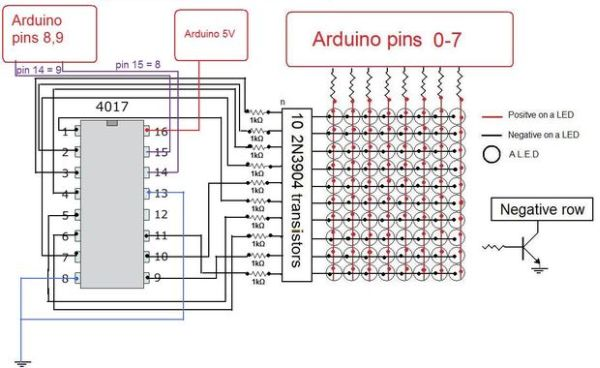 Arduino
pins 8,9
Arduino 5V
Arduino pins 0-7
pin 14 = 9
pin 15 = 8
4017
1
2
3
4
5
6
7
8
16
15
14
13
12
11
10
9
1kΩ
1kΩ
1kΩ
1kΩ
1kΩ
1kΩ
1kΩ
1kΩ
1kΩ
1kΩ
n
10 2N3904 transistors
Positve on a LED
Negative on a LED
A L.E.D
Negative row